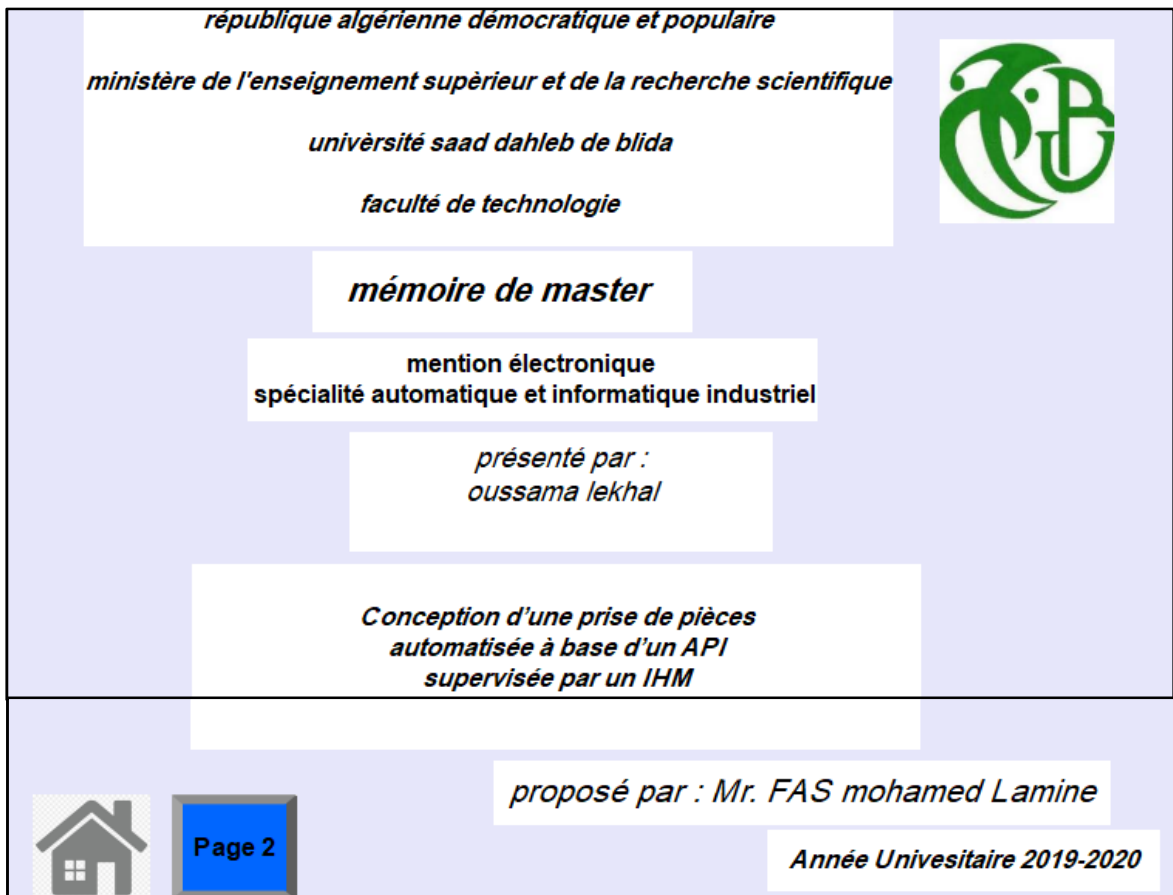 république algérienne démocratique et populaire
ministère de l'enseignement supèrieur et de la recherche scientifique
univèrsité saad dahleb de blida
faculté de technologie
mémoire de master
mention électronique
spécialité automatique et informatique industriel
présenté par :
oussama lekhal
Conception d’une prise de pièces
automatisée à base d’un API
supervisée par un IHM
proposé par : Mr. FAS mohamed Lamine
Page 2
Année Univesitaire 2019-2020